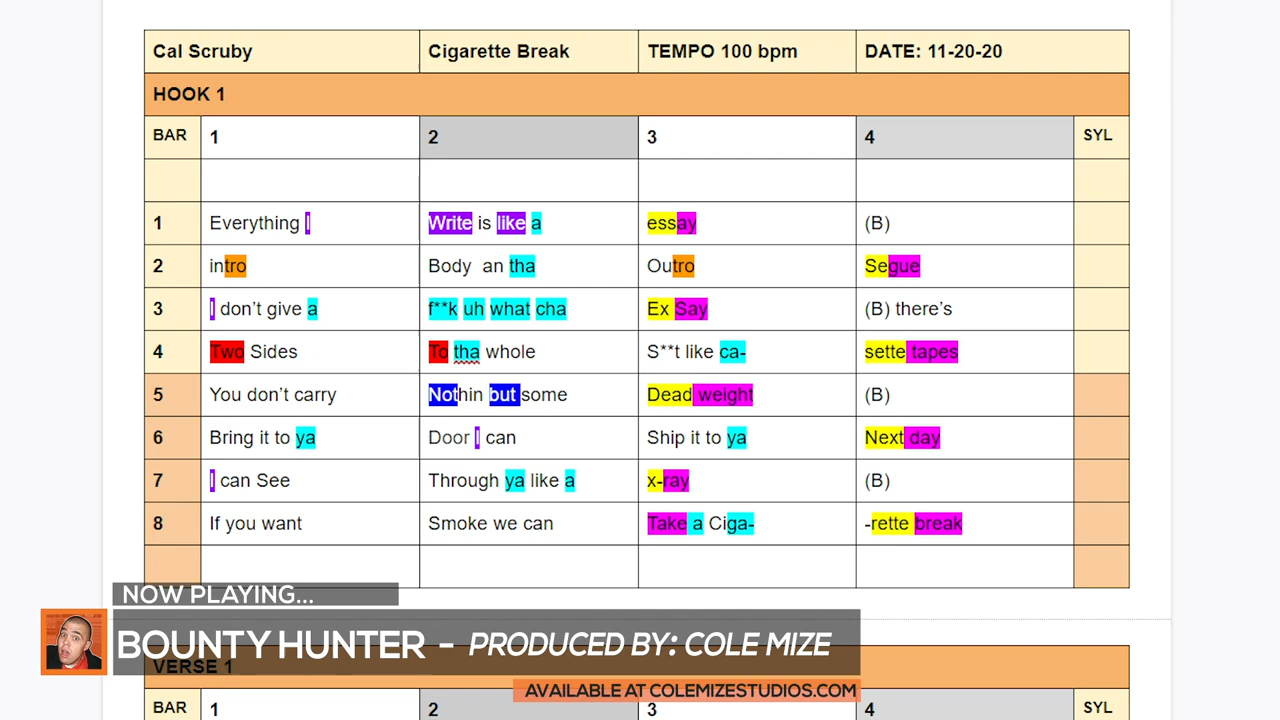 Cal Scruby Cigarette Break TEMPO 100 bpm DATE: 11-20-20
HOOK 1
BAR 1 2 3 4 SYL
1 Everything I Write is like a essay (B)
2 intro Body an tha Outro Segue
3 I don't give a f**k uh what cha Ex Say (B) there's
4 Two Sides To tha whole S**t like ca- sette tapes
5 You don't carry Nothin but some Dead weight (B)
6 Bring it to ya Door I can Ship it to ya Next day
7 I can See Through ya like a x-ray (B)
8 If you want Smoke we can Take a Ciga- -rette break
NOW PLAYING...
BOUNTY HUNTER - PRODUCED BY: COLE MIZE
VERSE 1
AVAILABLE AT COLEMIZESTUDIOS.COM
BAR 1 2 3 4 SYL